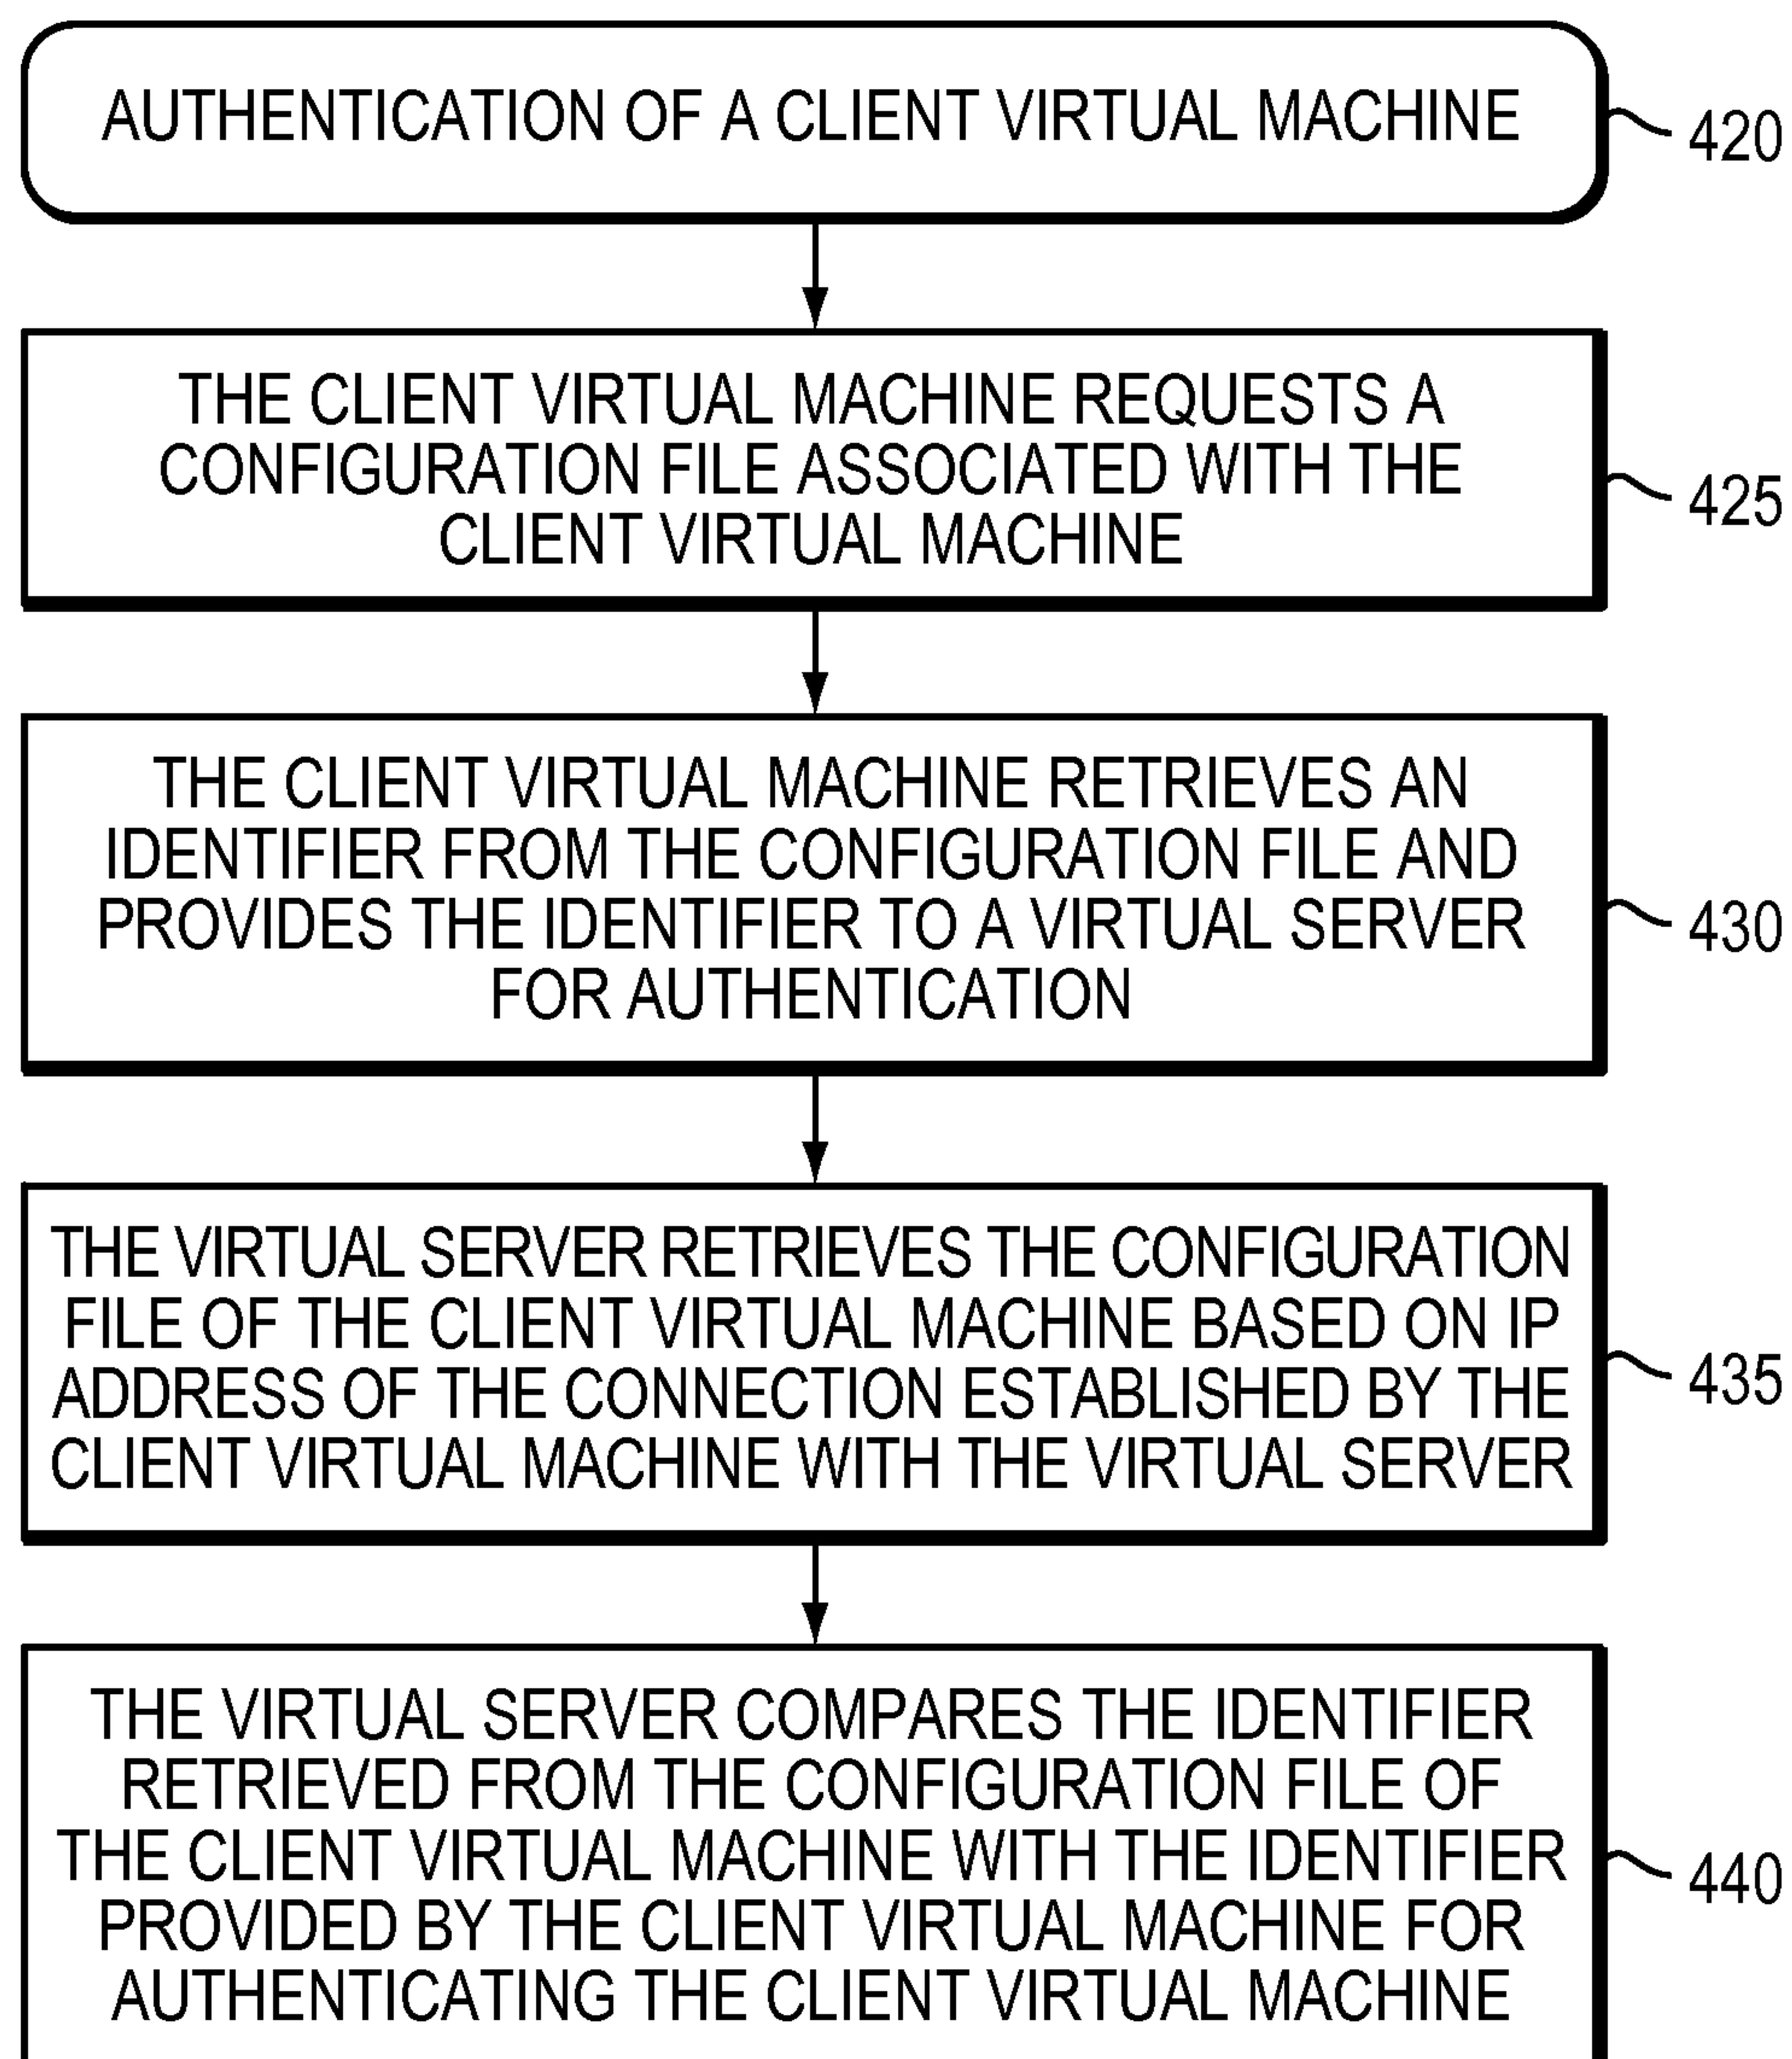 AUTHENTICATION OF A CLIENT VIRTUAL MACHINE
420
THE CLIENT VIRTUAL MACHINE REQUESTS A
CONFIGURATION FILE ASSOCIATED WITH THE
CLIENT VIRTUAL MACHINE
425
THE CLIENT VIRTUAL MACHINE RETRIEVES AN
IDENTIFIER FROM THE CONFIGURATION FILE AND
PROVIDES THE IDENTIFIER TO A VIRTUAL SERVER
FOR AUTHENTICATION
430
THE VIRTUAL SERVER RETRIEVES THE CONFIGURATION
FILE OF THE CLIENT VIRTUAL MACHINE BASED ON IP
ADDRESS OF THE CONNECTION ESTABLISHED BY THE
CLIENT VIRTUAL MACHINE WITH THE VIRTUAL SERVER
435
THE VIRTUAL SERVER COMPARES THE IDENTIFIER
RETRIEVED FROM THE CONFIGURATION FILE OF
THE CLIENT VIRTUAL MACHINE WITH THE IDENTIFIER
PROVIDED BY THE CLIENT VIRTUAL MACHINE FOR
AUTHENTICATING THE CLIENT VIRTUAL MACHINE
440